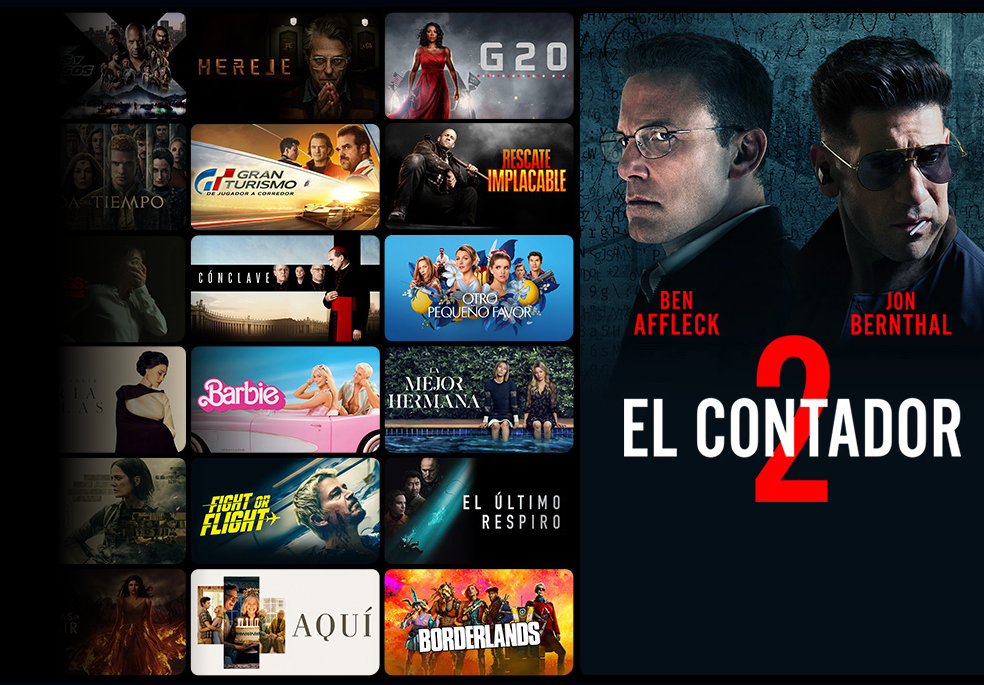 HEREJE
G20
GRAN
TURISMO
DE JUGADOR A CORREDOR
RESCATE
IMPLACABLE
TIEMPO
CÓNCLAVE
OTRO
PEQUEÑO FAVOR
Barbie
LA
MEJOR
HERMANA
FIGHT OR
FLIGHT
EL ÚLTIMO
RESPIRO
AQUÍ
BORDERLANDS
BEN
AFFLECK
JON
BERNTHAL
2
EL CONTADOR